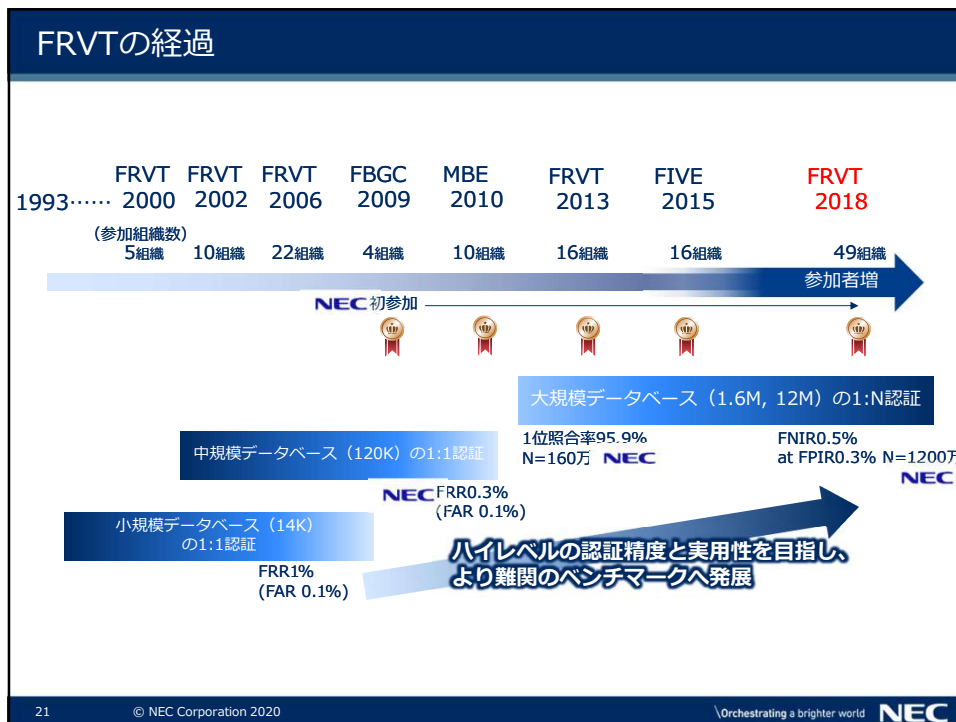 FRVTの経過
1993…… FRVT 2000 FRVT 2002 FRVT 2006 FBGC 2009 MBE 2010 FRVT 2013 FIVE 2015 FRVT 2018
(参加組織数)
5組織 10組織 22組織 4組織 10組織 16組織 16組織 49組織
参加者増
NEC 初参加
大規模データベース（1.6M, 12M）の1:N認証
1位照合率95.9%
N=160万 NEC
FNIR0.5%
at FPIR0.3% N=1200万
NEC
中規模データベース（120K）の1:1認証
NEC FRR0.3%
(FAR 0.1%)
小規模データベース（14K）
の1:1認証
FRR1%
(FAR 0.1%)
ハイレベルの認証精度と実用性を目指し、
より難関のベンチマークへ発展
21 © NEC Corporation 2020 \Orchestrating a brighter world NEC